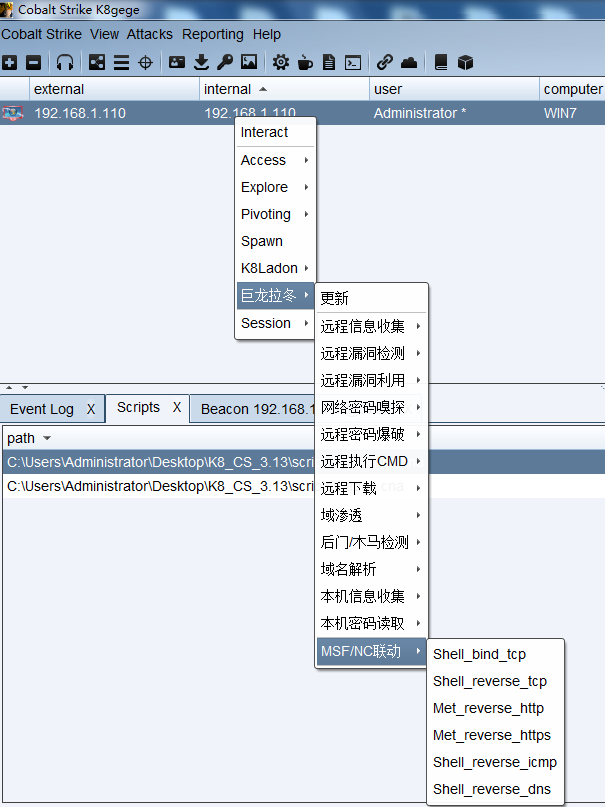 Cobalt Strike K8gege
Cobalt Strike View Attacks Reporting Help
external internal user computer
192.168.1.110 192.168.1.110 Administrator * WIN7
Interact
Access
Explore
Pivoting
Spawn
K8Ladon
巨龙拉冬
Session
更新
远程信息收集
远程漏洞检测
远程漏洞利用
网络密码嗅探
远程密码爆破
远程执行CMD
远程下载
域渗透
后门/木马检测
域名解析
本机信息收集
本机密码读取
MSF/NC联动
Shell_bind_tcp
Shell_reverse_tcp
Met_reverse_http
Met_reverse_https
Shell_reverse_icmp
Shell_reverse_dns
Event Log X Scripts X Beacon 192.168.1
path
C:\Users\Administrator\Desktop\K8_CS_3.13\scri
C:\Users\Administrator\Desktop\K8_CS_3.13\scri